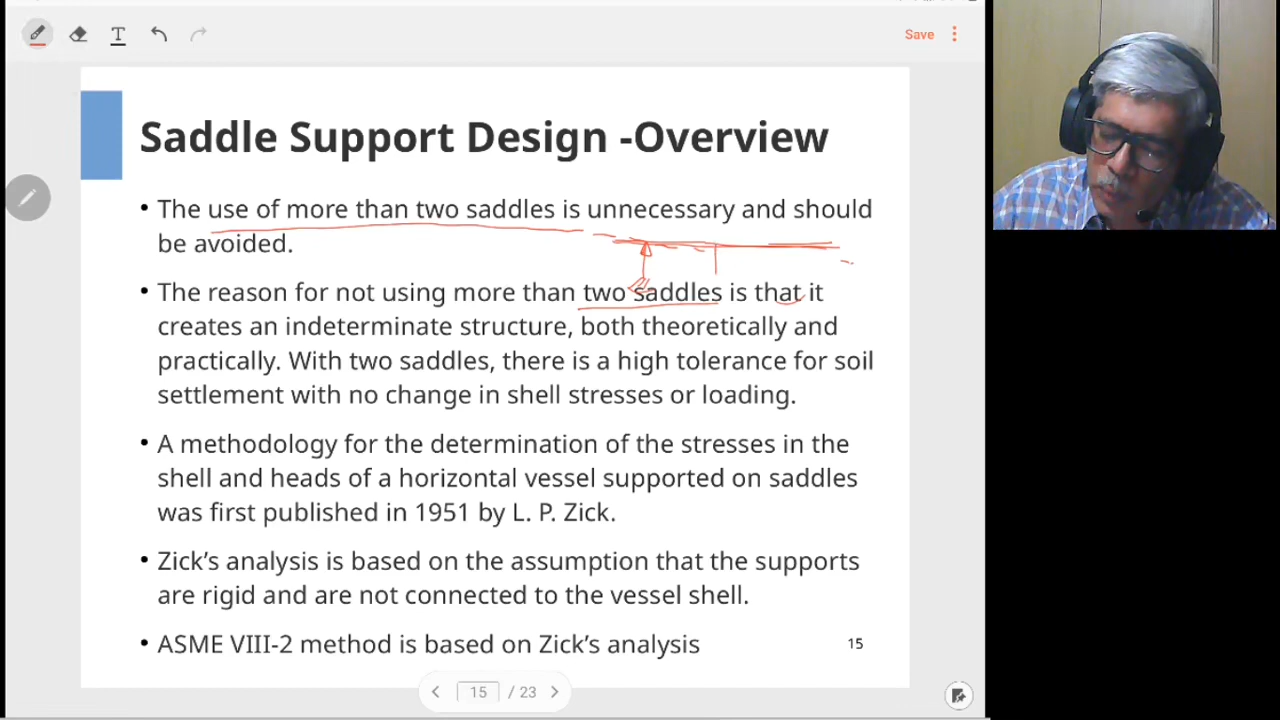 Save
Saddle Support Design -Overview
• The use of more than two saddles is unnecessary and should
be avoided.
• The reason for not using more than two saddles is that it
creates an indeterminate structure, both theoretically and
practically. With two saddles, there is a high tolerance for soil
settlement with no change in shell stresses or loading.
• A methodology for the determination of the stresses in the
shell and heads of a horizontal vessel supported on saddles
was first published in 1951 by L. P. Zick.
• Zick’s analysis is based on the assumption that the supports
are rigid and are not connected to the vessel shell.
• ASME VIII-2 method is based on Zick’s analysis
15
15 / 23